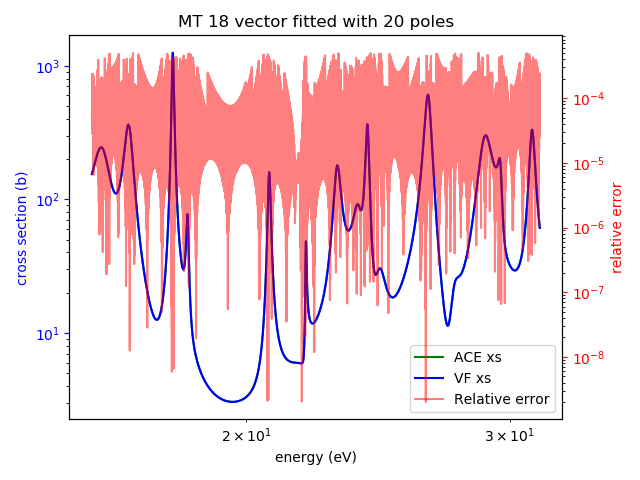 MT 18 vector fitted with 20 poles
cross section (b)
10³
10²
10¹
10⁻⁴
10⁻⁵
10⁻⁶
10⁻⁷
10⁻⁸
relative error
ACE xs
VF xs
Relative error
2 × 10¹
3 × 10¹
energy (eV)